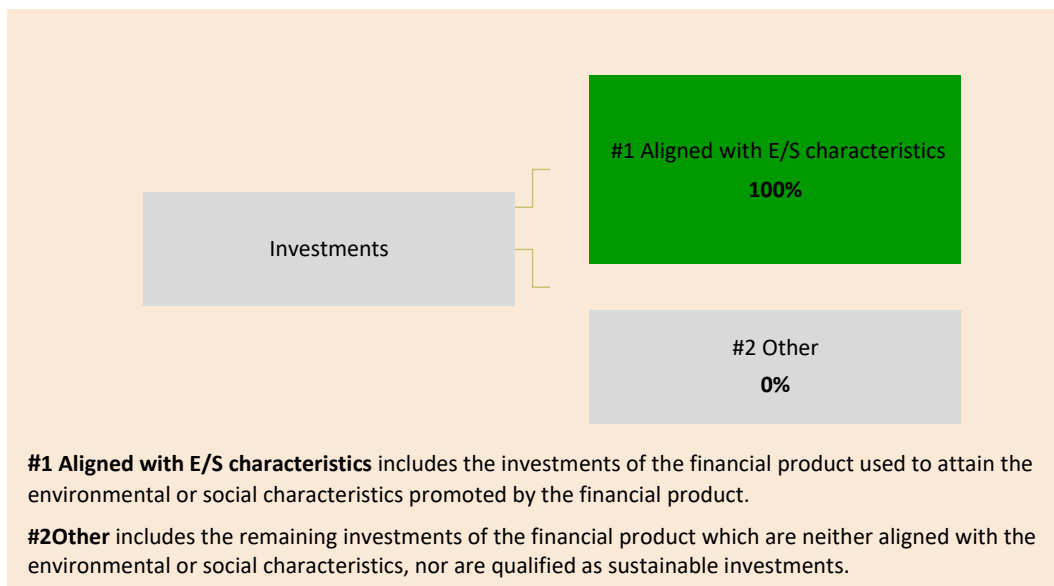 #1 Aligned with E/S characteristics
100%
Investments
#2 Other
0%
#1 Aligned with E/S characteristics includes the investments of the financial product used to attain the
environmental or social characteristics promoted by the financial product.
#2Other includes the remaining investments of the financial product which are neither aligned with the
environmental or social characteristics, nor are qualified as sustainable investments.